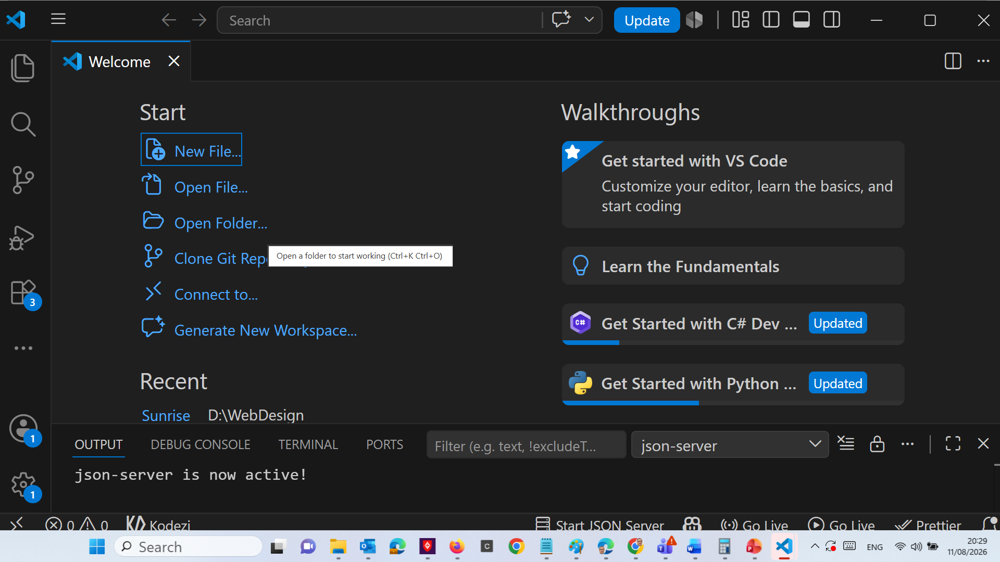 Search
Update
Welcome
Start
New File...
Open File...
Open Folder...
Clone Git Rep
Open a folder to start working (Ctrl+K Ctrl+O)
Connect to...
Generate New Workspace...
Recent
Sunrise D:\WebDesign
Walkthroughs
Get started with VS Code
Customize your editor, learn the basics, and
start coding
Learn the Fundamentals
Get Started with C# Dev ... Updated
Get Started with Python ... Updated
3
1
1
OUTPUT DEBUG CONSOLE TERMINAL PORTS Filter (e.g. text, !excludeT... json-server
json-server is now active!
0 0 Kodezi Start JSON Server Go Live Go Live Prettier
Search ENG 20:29
11/08/2026